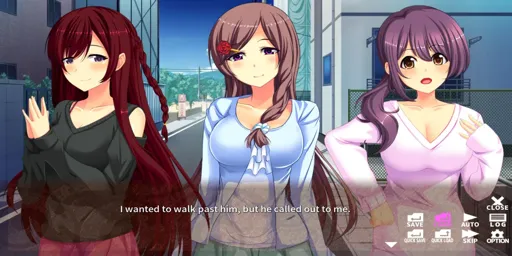 I wanted to walk past him, but he called out to me.
CLOSE
SAVE
AUTO
LOG
QUICK SAVE
QUICK LOAD
SKIP
OPTION